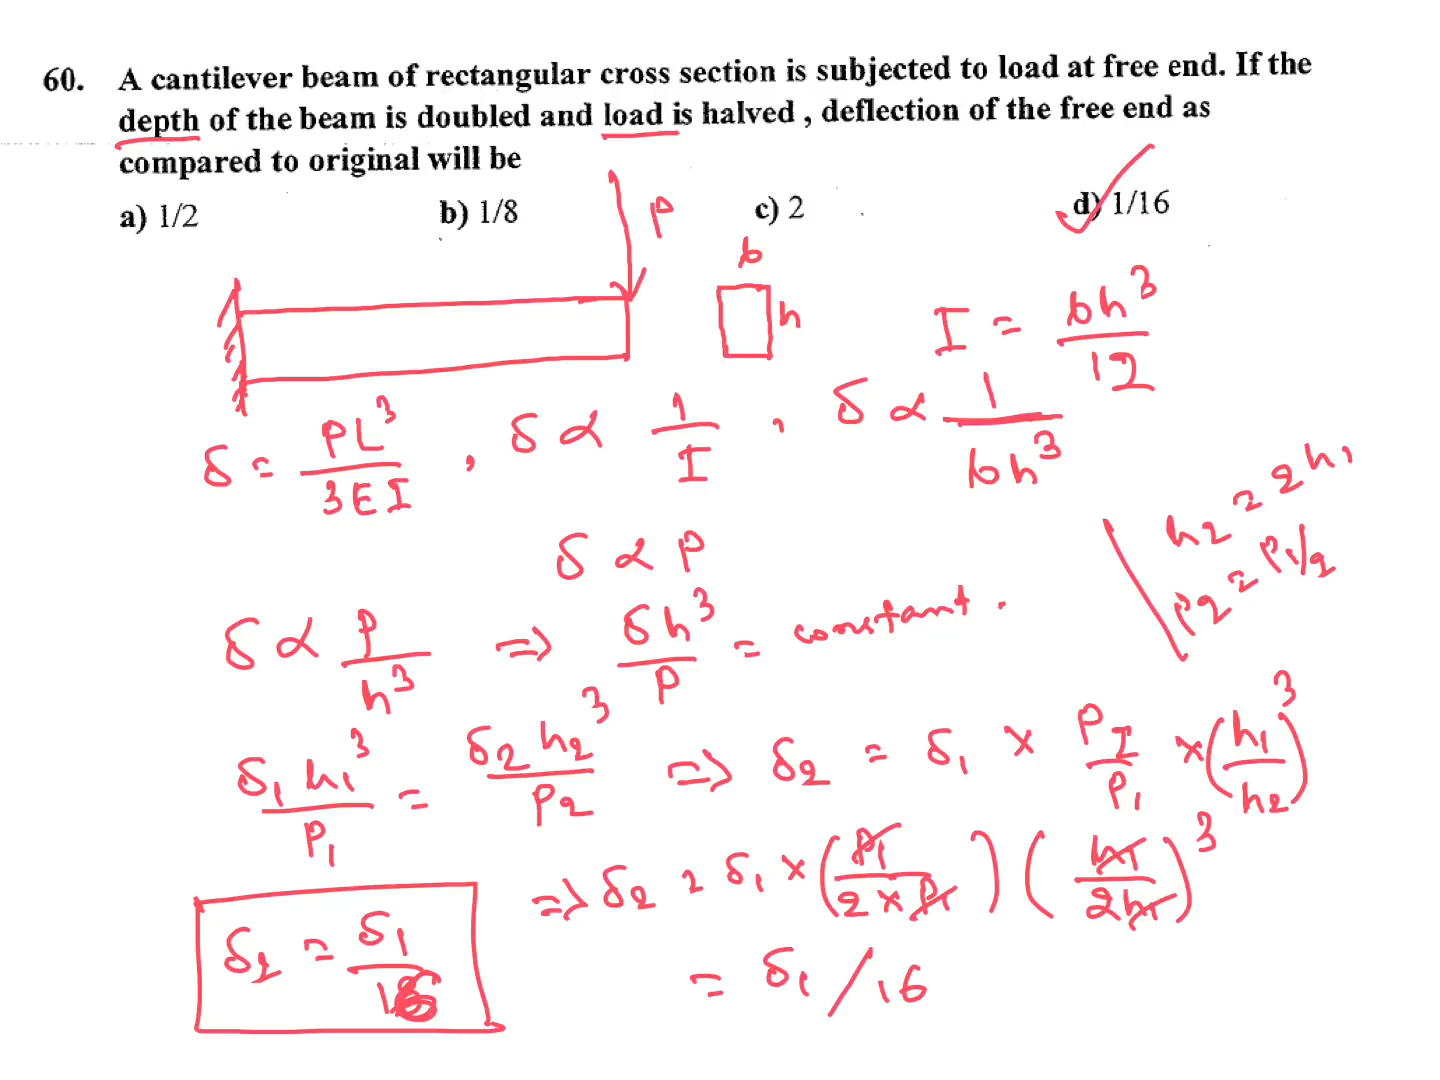 60. A cantilever beam of rectangular cross section is subjected to load at free end. If the
depth of the beam is doubled and load is halved , deflection of the free end as
compared to original will be
a) 1/2 b) 1/8 c) 2 d) 1/16
P
b
h
I = bh³/12
δ = PL³/3EI , δ ∝ 1/I , δ ∝ 1/bh³
h2 = 2h1
P2 = P1/2
δ ∝ P
δ ∝ P/h³ => δh³/P = constant.
δ1 h1³/P1 = δ2 h2³/P2 => δ2 = δ1 × P2/P1 × (h1/h2)³
=> δ2 = δ1 × (P1/2×P1) (h1/2h1)³
= δ1/16
δ2 = δ1/16